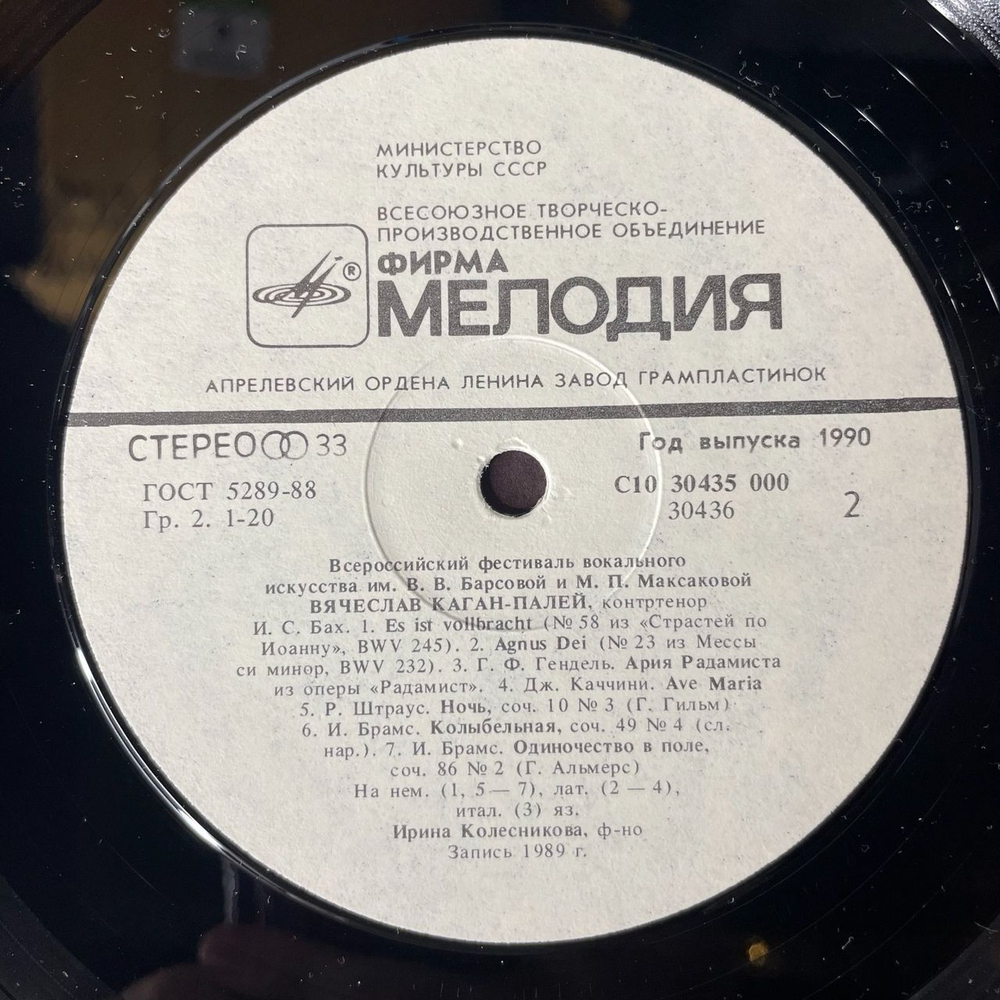 МИНИСТЕРСТВО
КУЛЬТУРЫ СССР
ВСЕСОЮЗНОЕ ТВОРЧЕСКО-
ПРОИЗВОДСТВЕННОЕ ОБЪЕДИНЕНИЕ
®
ФИРМА
МЕЛОДИЯ
АПРЕЛЕВСКИЙ ОРДЕНА ЛЕНИНА ЗАВОД ГРАМПЛАСТИНОК
СТЕРЕО 33
Год выпуска 1990
ГОСТ 5289-88
С10 30435 000
Гр. 2. 1-20
30436
2
Всероссийский фестиваль вокального
искусства им. В. В. Барсовой и М. П. Максаковой
ВЯЧЕСЛАВ КАГАН-ПАЛЕЙ, контртенор
И. С. Бах. 1. Es ist vollbracht (№ 58 из «Страстей по
Иоанну», BWV 245). 2. Agnus Dei (№ 23 из Мессы
си минор, BWV 232). 3. Г. Ф. Гендель. Ария Радамиста
из оперы «Радамист». 4. Дж. Каччини. Ave Maria
5. Р. Штраус. Ночь, соч. 10 № 3 (Г. Гильм)
6. И. Брамс. Колыбельная, соч. 49 № 4 (сл.
нар.). 7. И. Брамс. Одиночество в поле,
соч. 86 № 2 (Г. Альмерс)
На нем. (1, 5 — 7), лат. (2 — 4),
итал. (3) яз.
Ирина Колесникова, ф-но
Запись 1989 г.